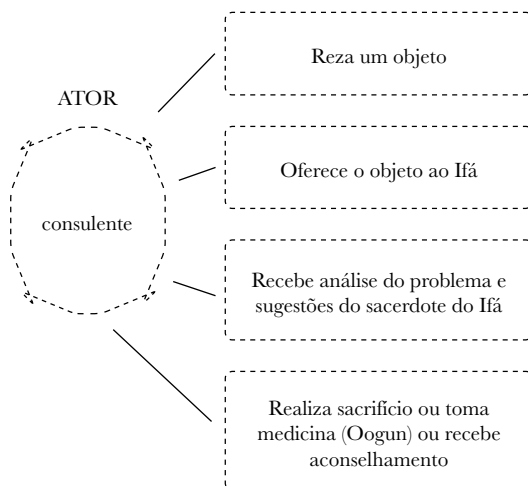 ATOR
consulente
Reza um objeto
Oferece o objeto ao Ifá
Recebe análise do problema e
sugestões do sacerdote do Ifá
Realiza sacrifício ou toma
medicina (Oogun) ou recebe
aconselhamento